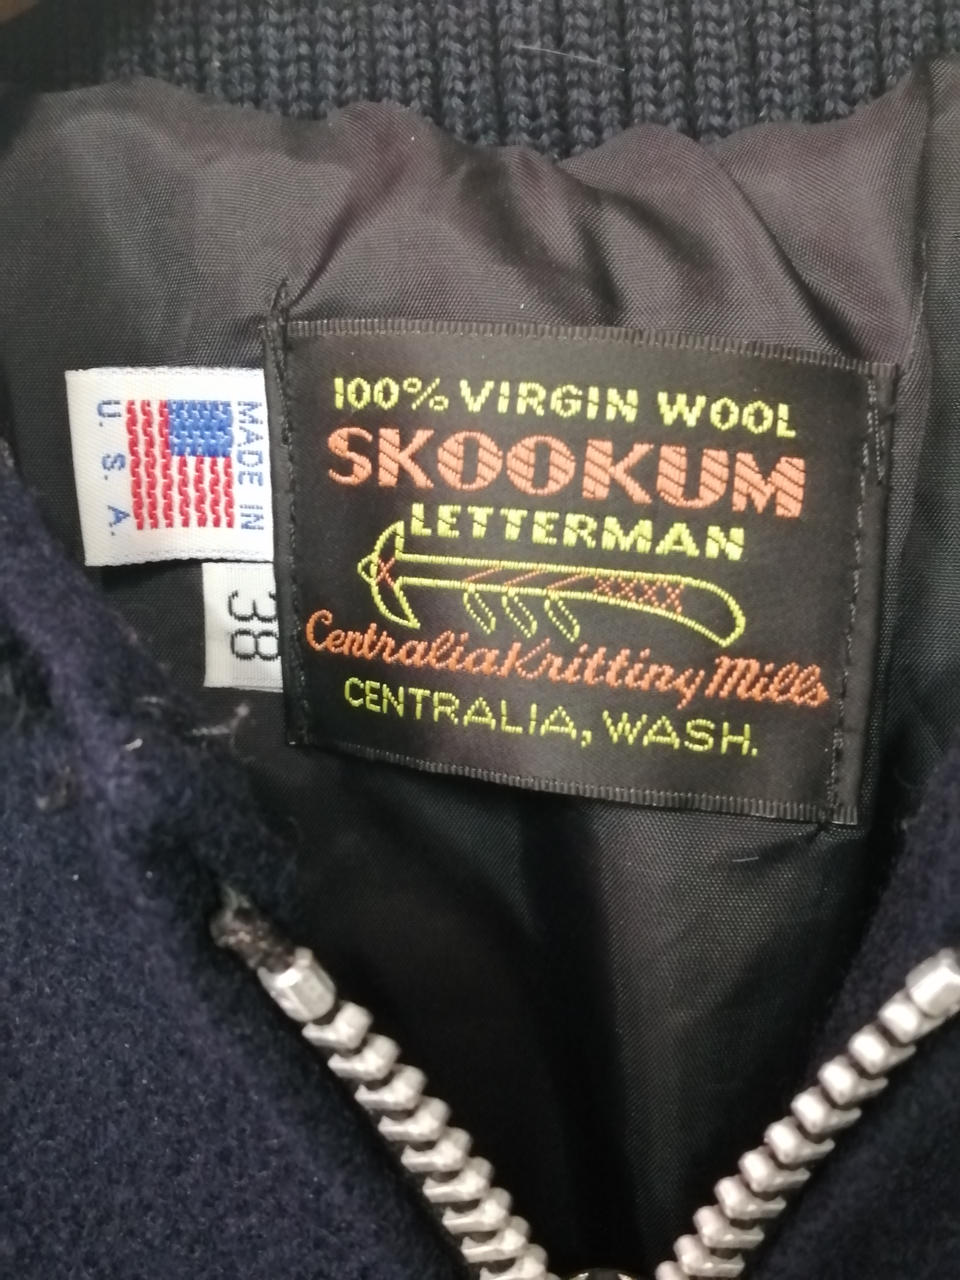 100% VIRGIN WOOL
SKOOKUM
LETTERMAN
Centralia Knitting Mills
CENTRALIA, WASH.
MADE IN
U. S. A.
38